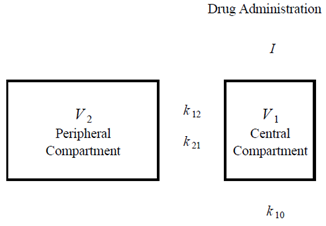 Drug Administration
I
V2
Peripheral
Compartment
k12
k21
V1
Central
Compartment
k10